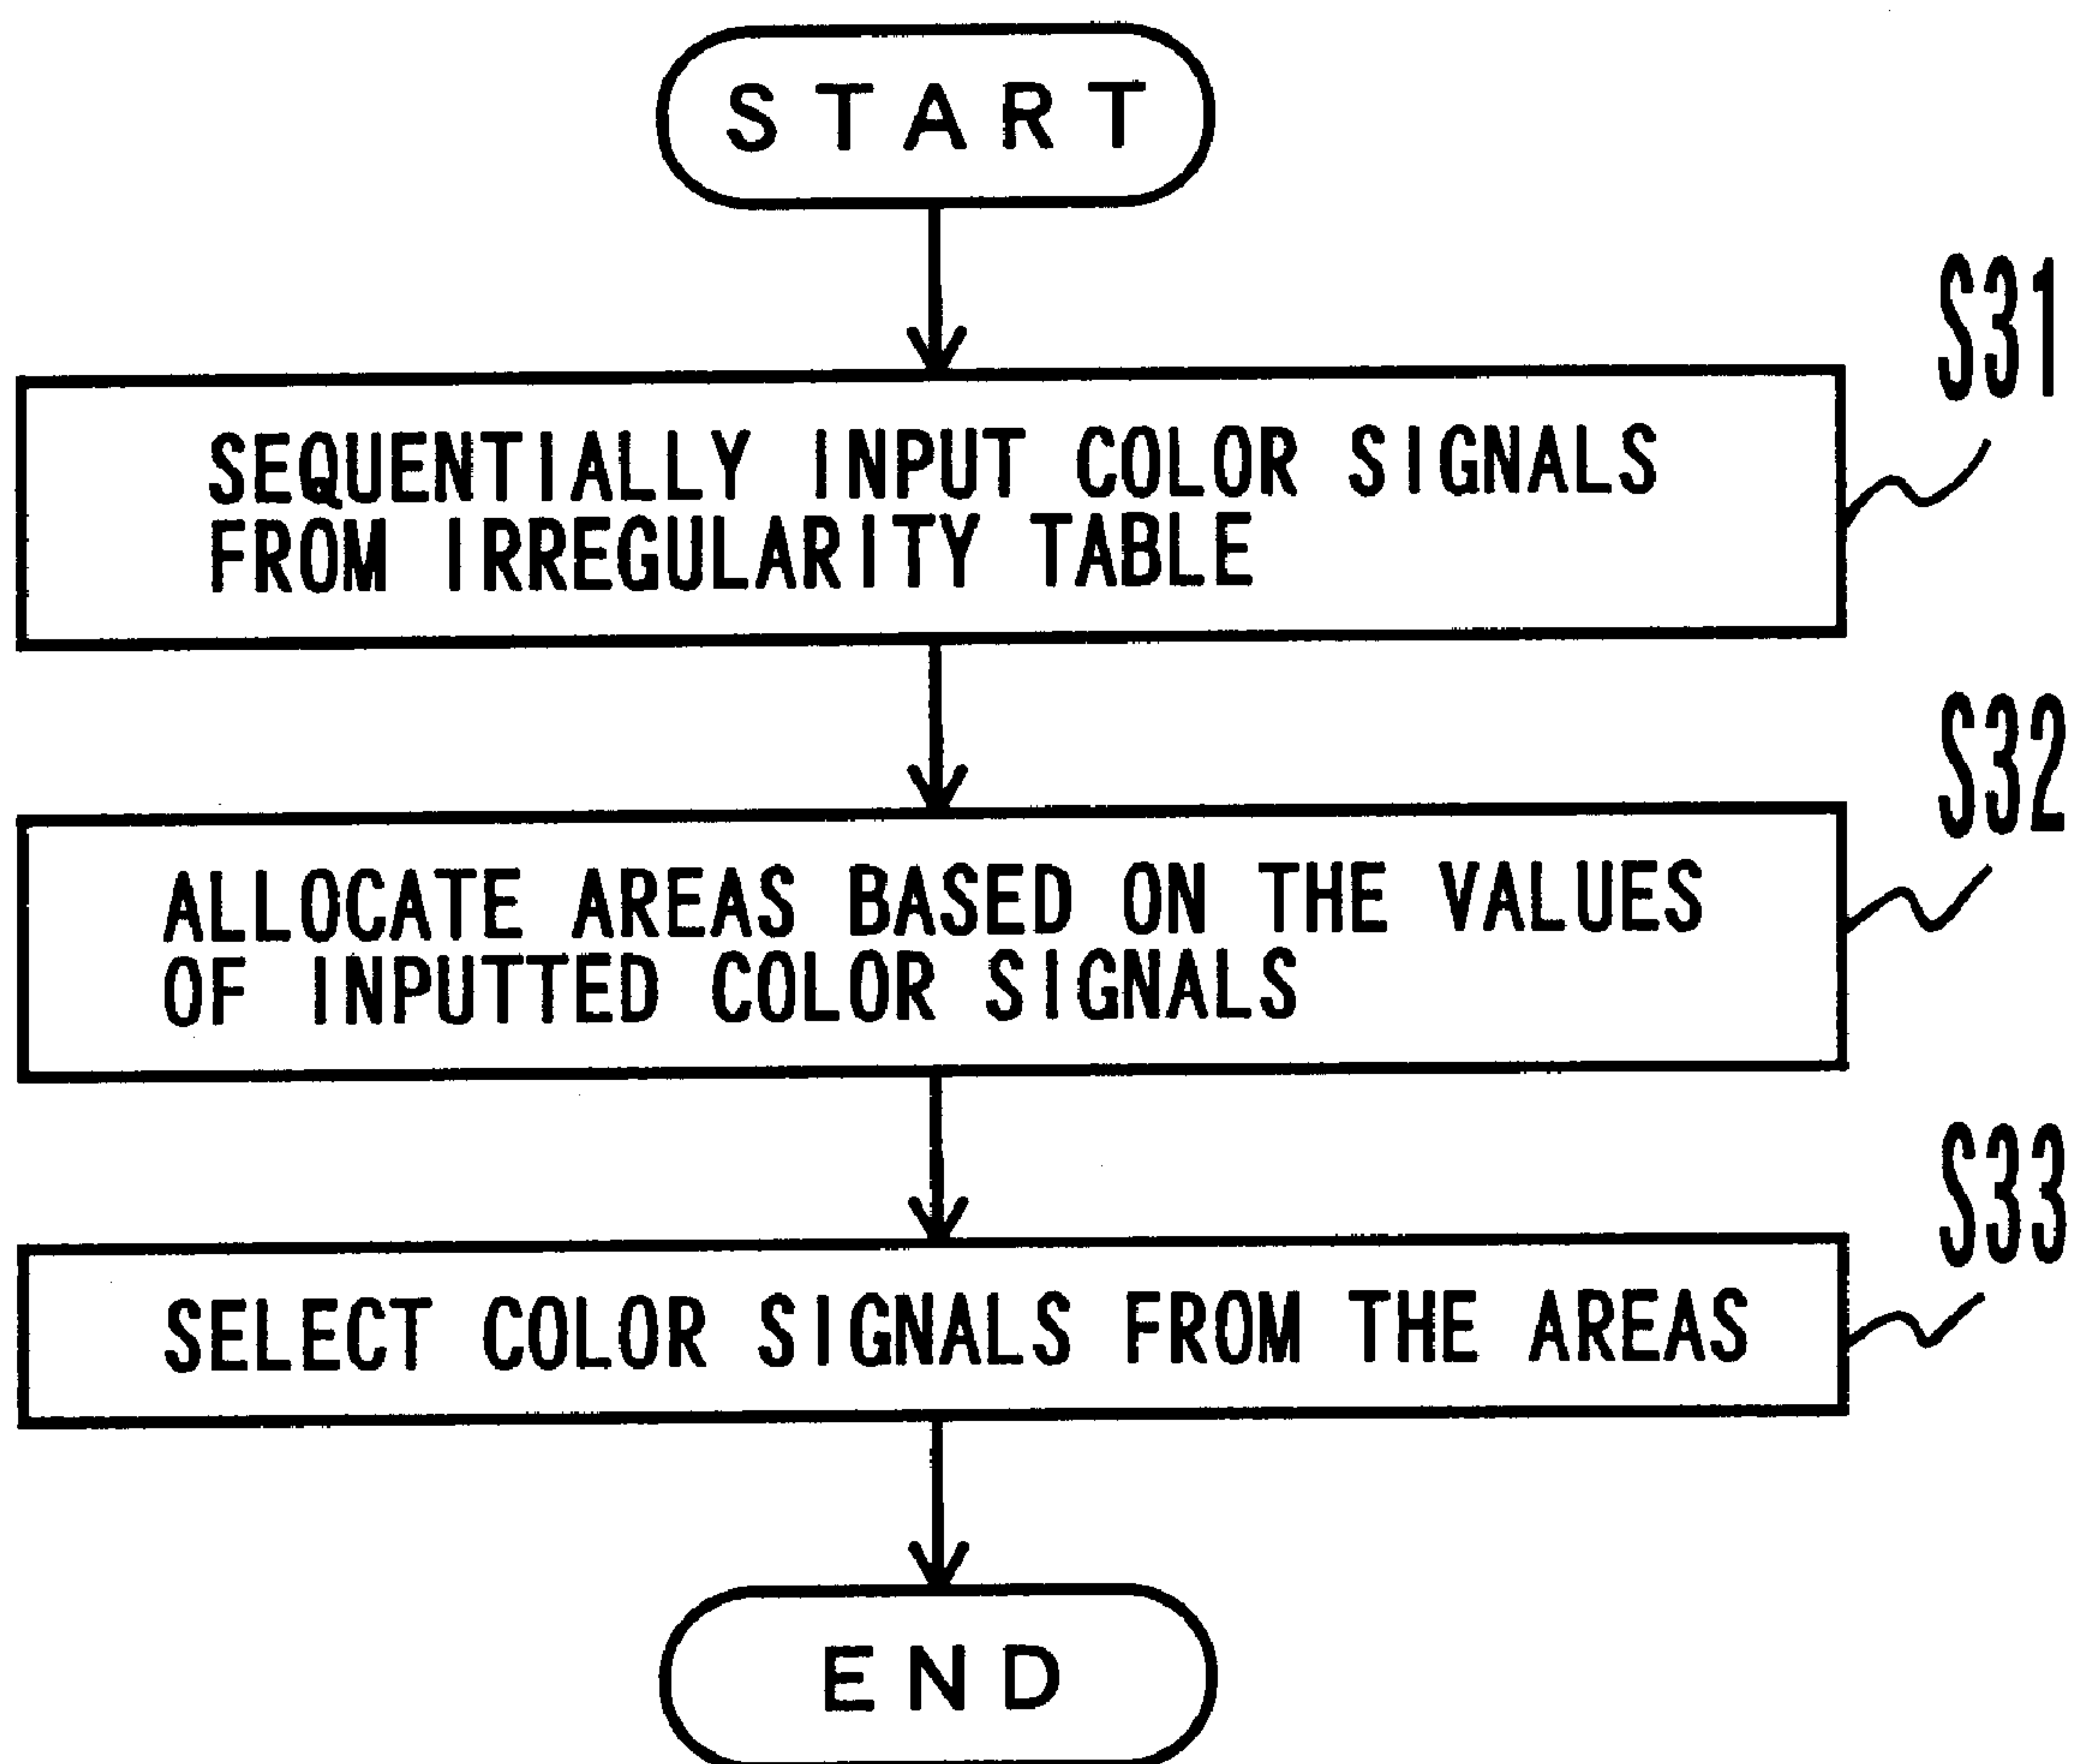 START
S31
SEQUENTIALLY INPUT COLOR SIGNALS
FROM IRREGULARITY TABLE
S32
ALLOCATE AREAS BASED ON THE VALUES
OF INPUTTED COLOR SIGNALS
S33
SELECT COLOR SIGNALS FROM THE AREAS
END